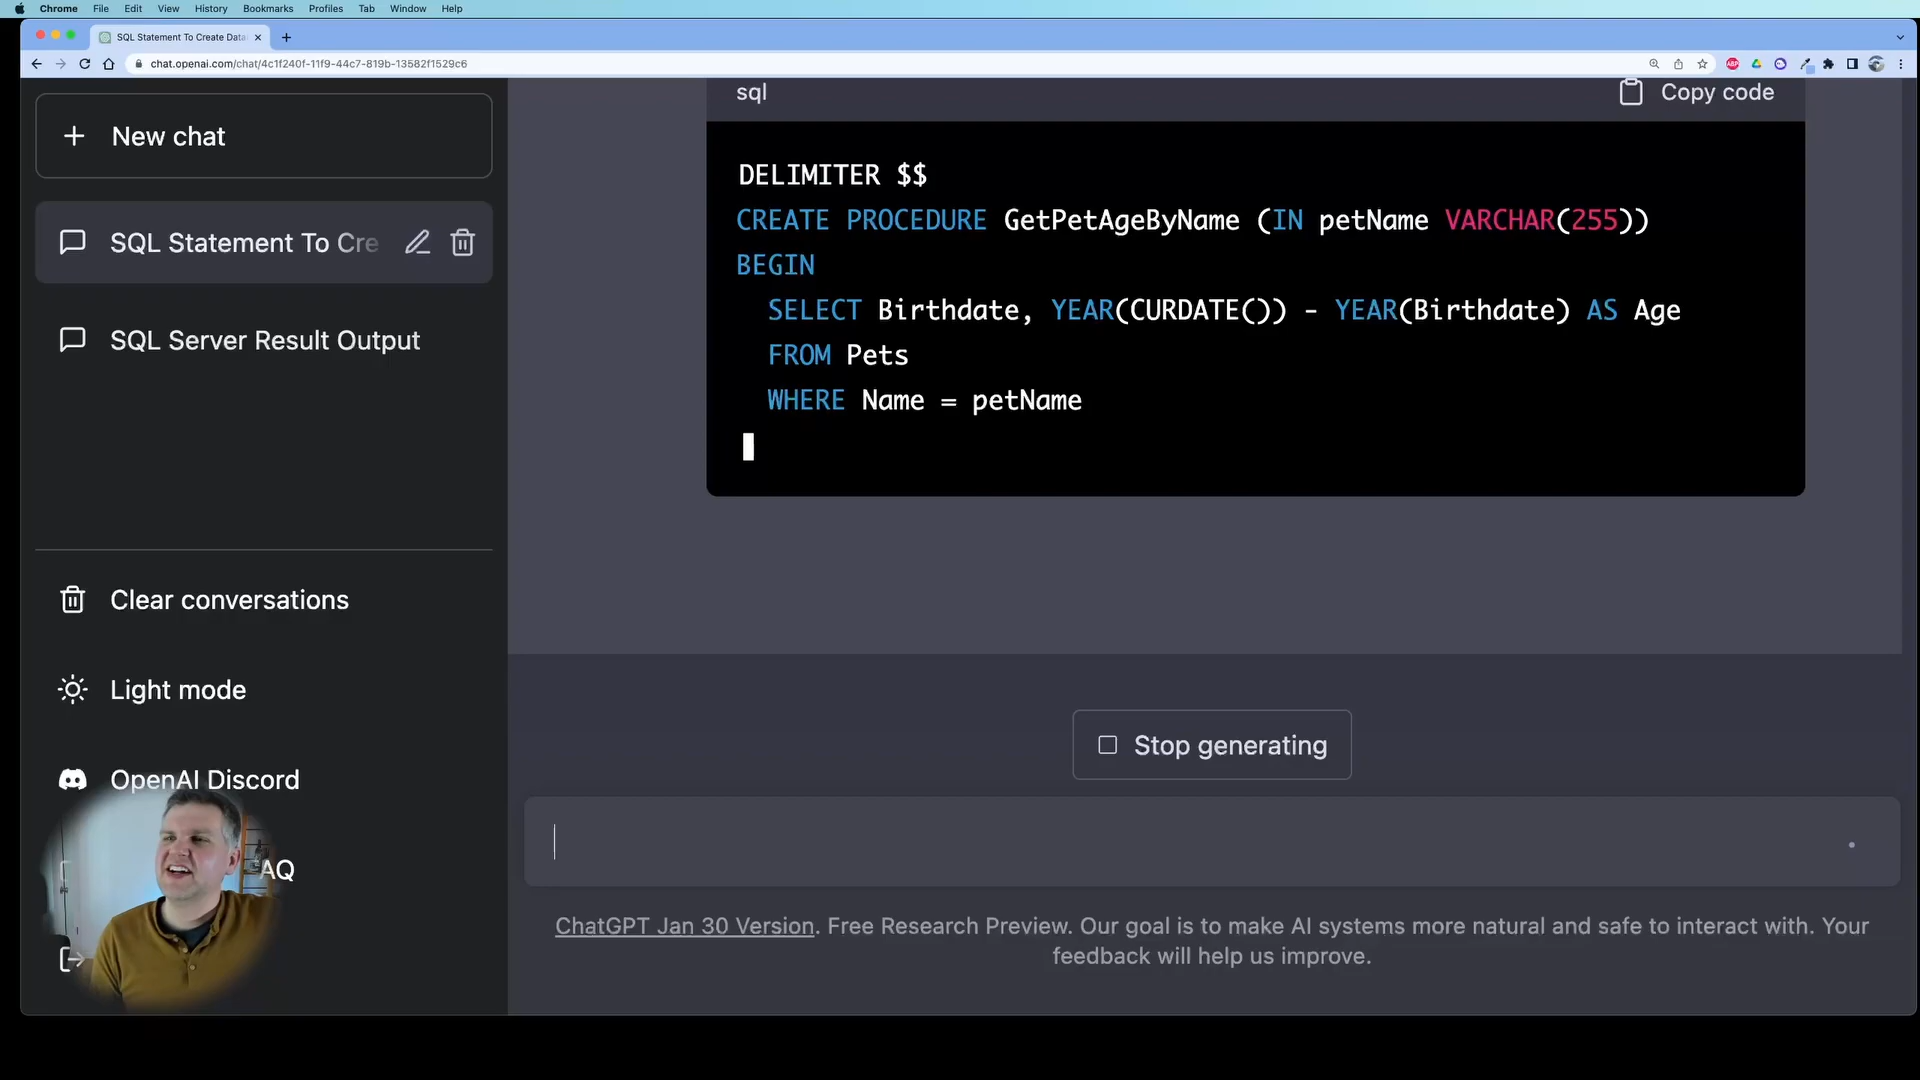 Chrome File Edit View History Bookmarks Profiles Tab Window Help
SQL Statement To Create Data
chat.openai.com/chat/4c1f240f-11f9-44c7-819b-13582f1529c6
ABP
New chat
SQL Statement To Cre
SQL Server Result Output
Clear conversations
Light mode
OpenAI Discord
AQ
sql
Copy code
DELIMITER $$
CREATE PROCEDURE GetPetAgeByName (IN petName VARCHAR(255))
BEGIN
SELECT Birthdate, YEAR(CURDATE()) - YEAR(Birthdate) AS Age
FROM Pets
WHERE Name = petName
Stop generating
ChatGPT Jan 30 Version. Free Research Preview. Our goal is to make AI systems more natural and safe to interact with. Your
feedback will help us improve.